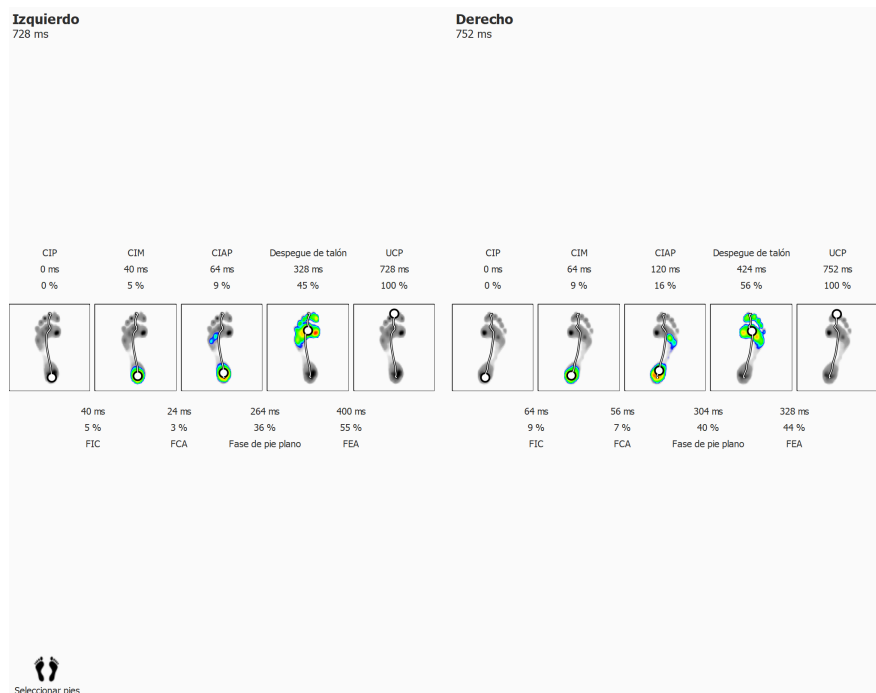 Izquierdo
728 ms
Derecho
752 ms
CIP CIM CIAP Despegue de talón UCP
0 ms 40 ms 64 ms 328 ms 728 ms
0 % 5 % 9 % 45 % 100 %
CIP CIM CIAP Despegue de talón UCP
0 ms 64 ms 120 ms 424 ms 752 ms
0 % 9 % 16 % 56 % 100 %
40 ms 24 ms 264 ms 400 ms
5 % 3 % 36 % 55 %
FIC FCA Fase de pie plano FEA
64 ms 56 ms 304 ms 328 ms
9 % 7 % 40 % 44 %
FIC FCA Fase de pie plano FEA
Seleccionar pies